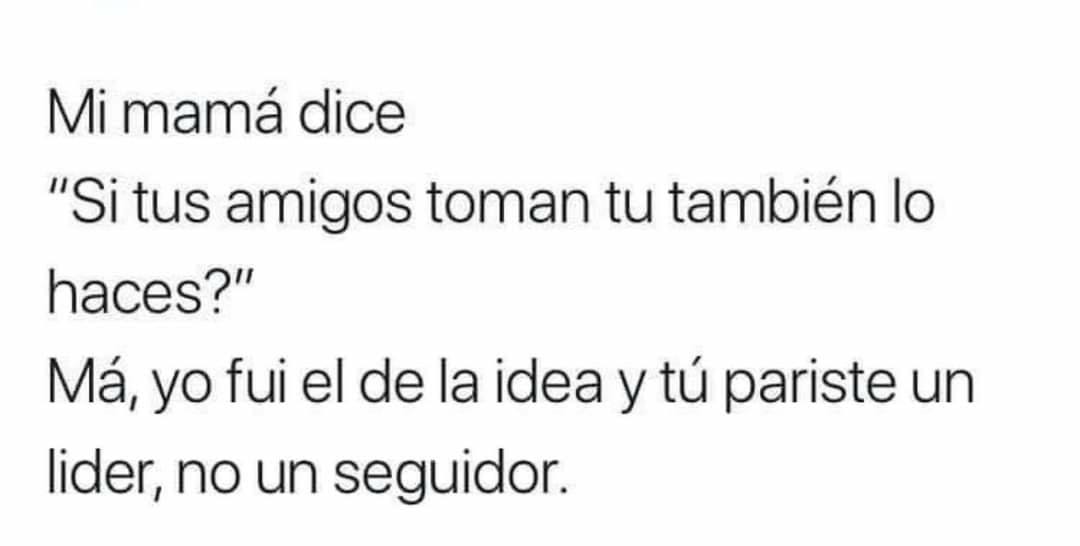 Mi mamá dice
"Si tus amigos toman tu también lo
haces?"
Má, yo fui el de la idea y tú pariste un
lider, no un seguidor.